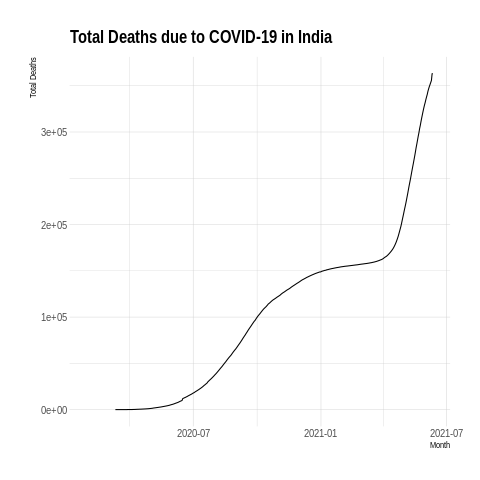 Total Deaths due to COVID-19 in India
Total Deaths
3e+05
2e+05
1e+05
0e+00
2020-07 2021-01 2021-07
Month